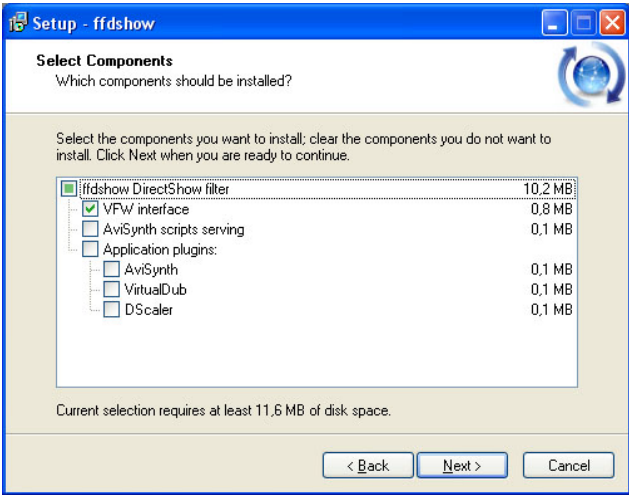 Setup - ffdshow
Select Components
Which components should be installed?
Select the components you want to install; clear the components you do not want to
install. Click Next when you are ready to continue.
ffdshow DirectShow filter 10,2 MB
VFW interface 0,8 MB
AviSynth scripts serving 0,1 MB
Application plugins:
AviSynth 0,1 MB
VirtualDub 0,1 MB
DScaler 0,1 MB
Current selection requires at least 11,6 MB of disk space.
< Back Next > Cancel